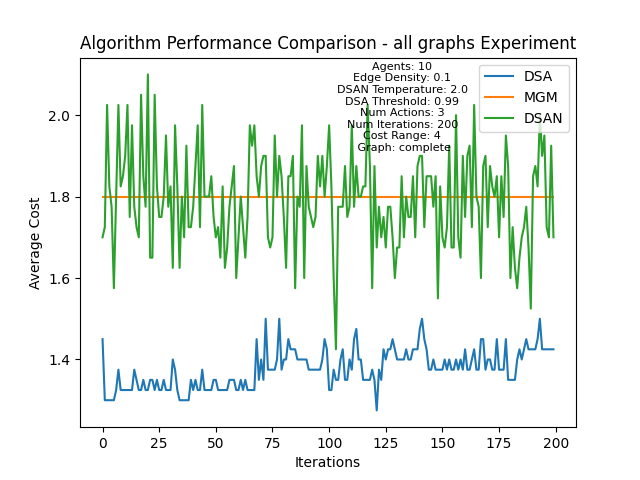 Algorithm Performance Comparison - all graphs Experiment
Agents: 10
Edge Density: 0.1
DSAN Temperature: 2.0
DSA Threshold: 0.99
Num Actions: 3
Num Iterations: 200
Cost Range: 4
Graph: complete
DSA
MGM
DSAN
Average Cost
2.0
1.8
1.6
1.4
0 25 50 75 100 125 150 175 200
Iterations